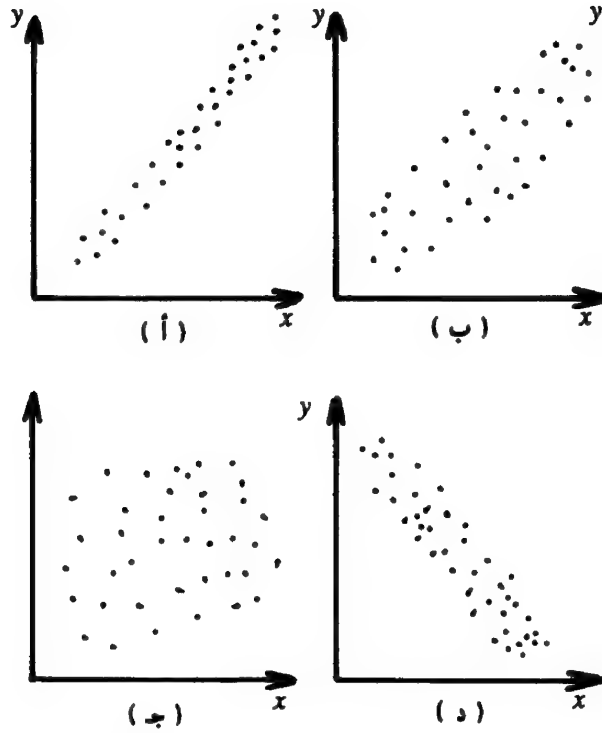 y y y
x x
( أ ) ( ب )
y
x x
( جـ ) ( د )